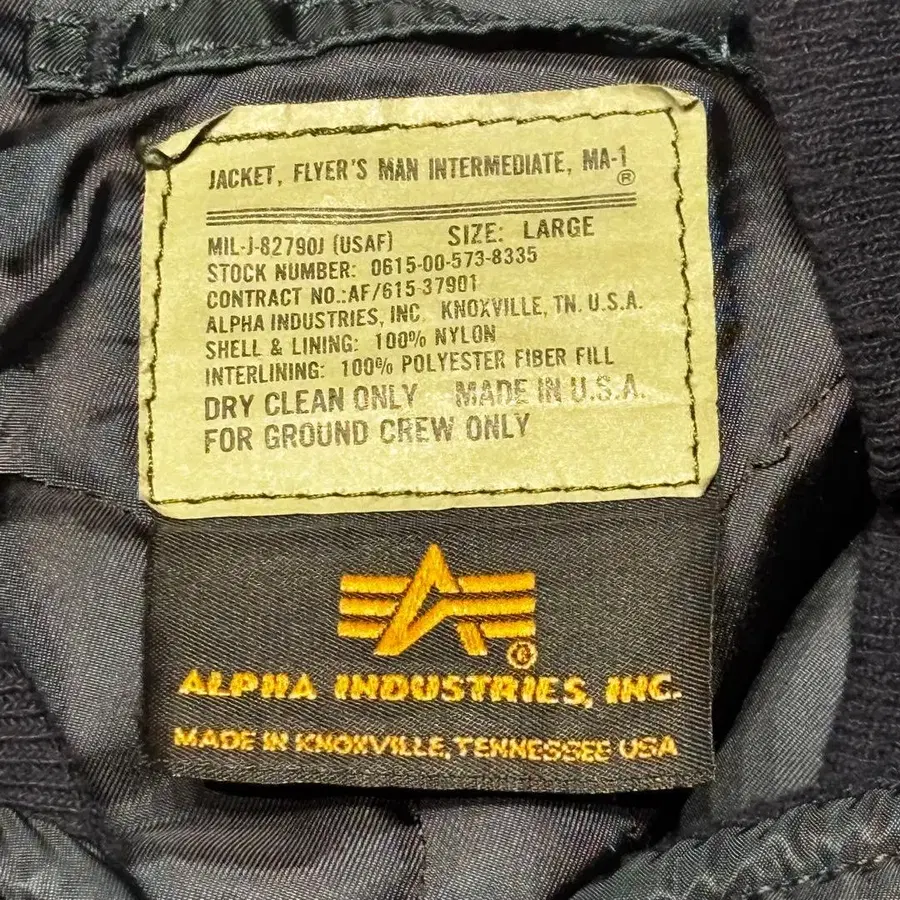 JACKET, FLYER'S MAN INTERMEDIATE, MA-1®
MIL-J-82790J (USAF) SIZE: LARGE
STOCK NUMBER: 0615-00-573-8335
CONTRACT NO.:AF/615-37901
ALPHA INDUSTRIES, INC. KNOXVILLE, TN. U.S.A.
SHELL & LINING: 100% NYLON
INTERLINING: 100% POLYESTER FIBER FILL
DRY CLEAN ONLY MADE IN U.S.A.
FOR GROUND CREW ONLY
®
ALPHA INDUSTRIES, INC.
MADE IN KNOXVILLE, TENNESSEE USA